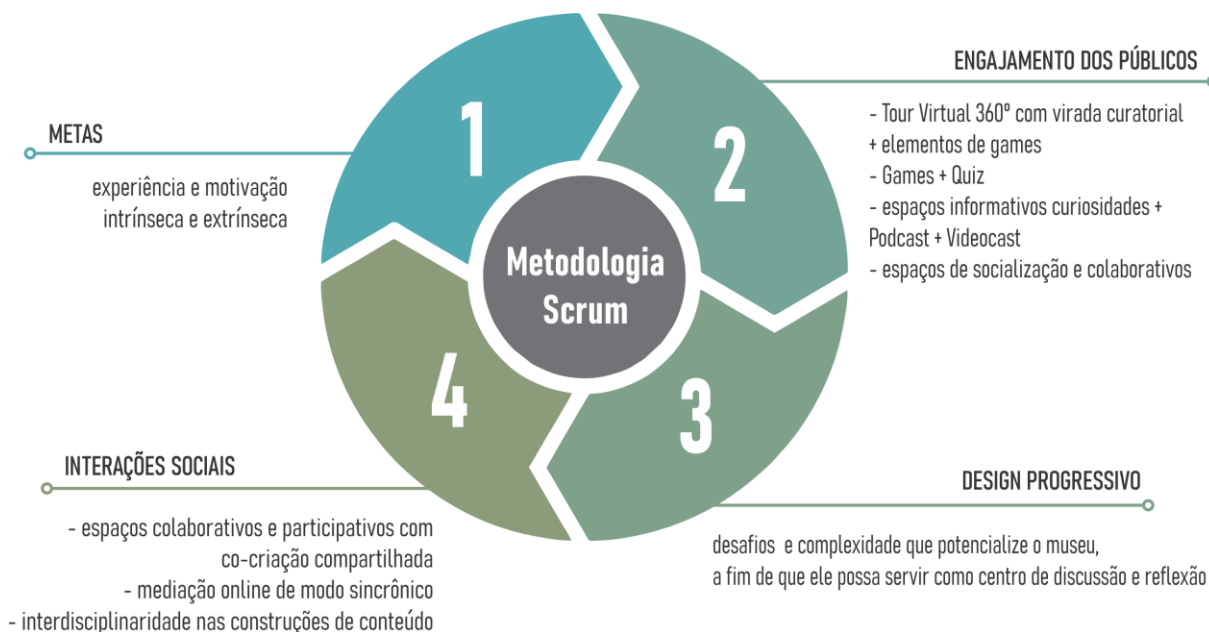 1
METAS
experiência e motivação
intrínseca e extrínseca
2
ENGAJAMENTO DOS PÚBLICOS
- Tour Virtual 360º com virada curatorial
+ elementos de games
- Games + Quiz
- espaços informativos curiosidades +
Podcast + Videocast
- espaços de socialização e colaborativos
Metodologia
Scrum
3
DESIGN PROGRESSIVO
desafios e complexidade que potencialize o museu,
a fim de que ele possa servir como centro de discussão e reflexão
4
INTERAÇÕES SOCIAIS
- espaços colaborativos e participativos com
co-criação compartilhada
- mediação online de modo sincrônico
- interdisciplinaridade nas construções de conteúdo